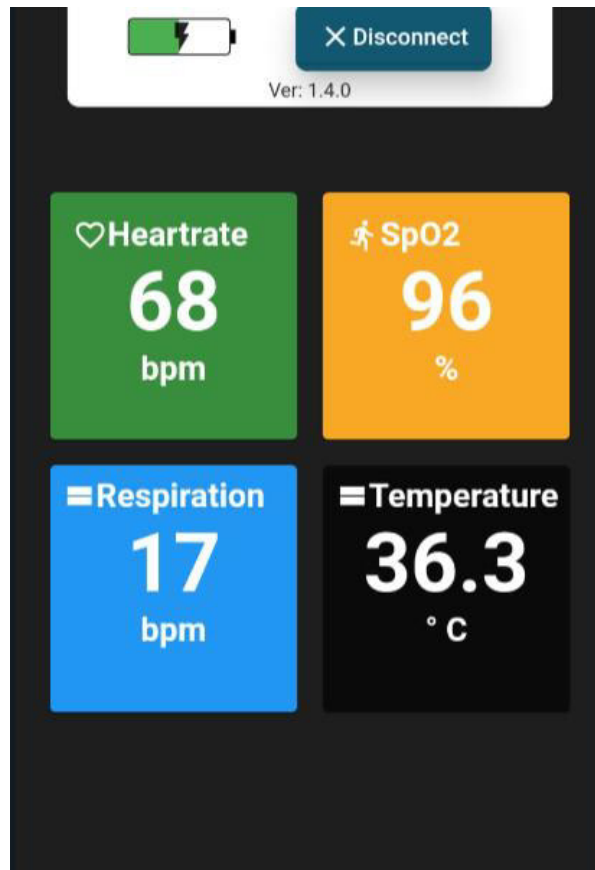 Disconnect
Ver: 1.4.0
Heartrate
68
bpm
SpO2
96
%
Respiration
17
bpm
Temperature
36.3
° C